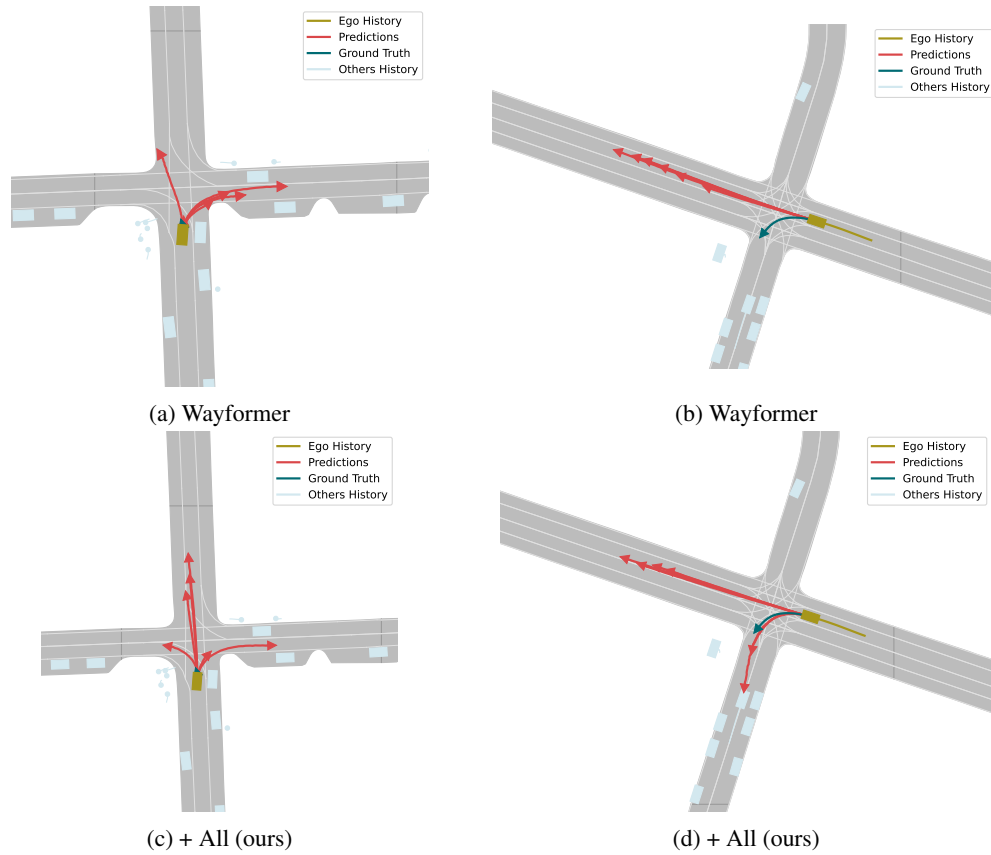 Ego History
Predictions
Ground Truth
Others History
Ego History
Predictions
Ground Truth
Others History
(a) Wayformer
(b) Wayformer
Ego History
Predictions
Ground Truth
Others History
Ego History
Predictions
Ground Truth
Others History
(c) + All (ours)
(d) + All (ours)